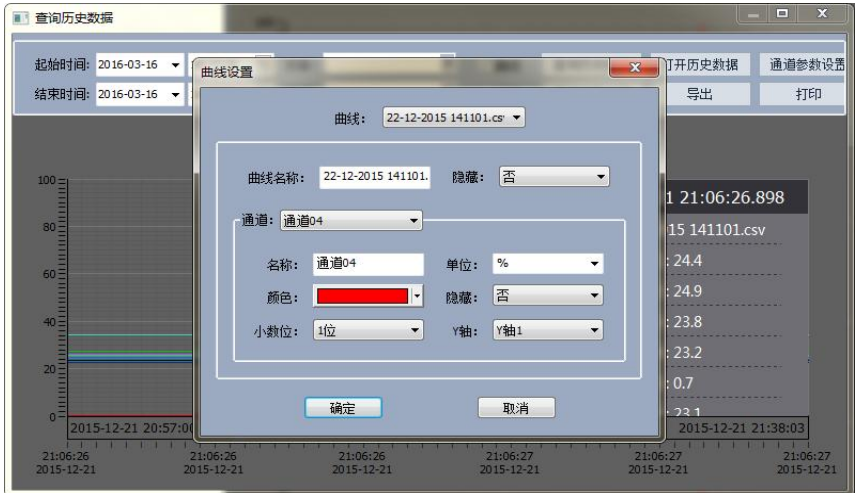 查询历史数据
起始时间: 2016-03-16
打开历史数据 通道参数设置
结束时间: 2016-03-16
导出 打印
曲线设置
曲线: 22-12-2015 141101.cs
曲线名称: 22-12-2015 141101. 隐藏: 否
通道: 通道04
名称: 通道04 单位: %
颜色: 隐藏: 否
小数位: 1位 Y轴: Y轴1
确定 取消
100
80
60
40
20
0
1 21:06:26.898
15 141101.csv
: 24.4
: 24.9
: 23.8
: 23.2
: 0.7
: 23.1
2015-12-21 20:57:0
2015-12-21 21:38:03
21:06:26 21:06:26 21:06:26 21:06:27 21:06:27 21:06:27
2015-12-21 2015-12-21 2015-12-21 2015-12-21 2015-12-21 2015-12-21